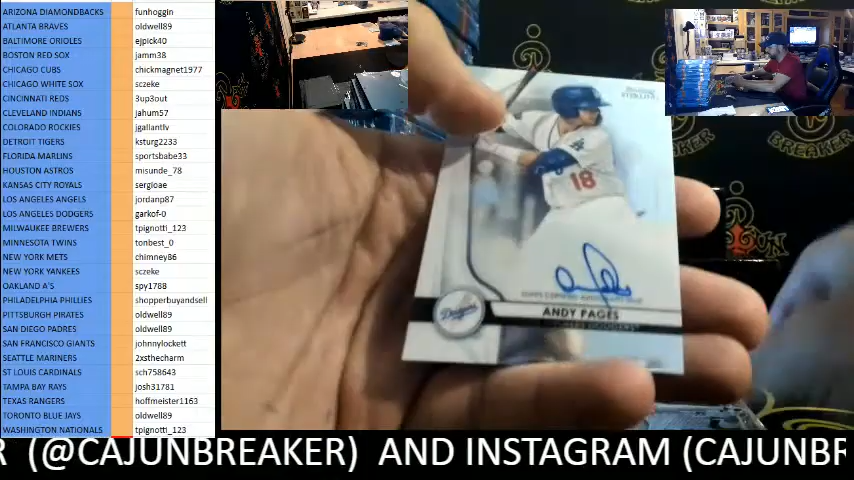 ARIZONA DIAMONDBACKS funhoggin
ATLANTA BRAVES oldwell89
BALTIMORE ORIOLES ejpick40
BOSTON RED SOX jamm38
CHICAGO CUBS chickmagnet1977
CHICAGO WHITE SOX sczeke
CINCINNATI REDS 3up3out
CLEVELAND INDIANS jahum57
COLORADO ROCKIES jgallantlv
DETROIT TIGERS ksturg2233
FLORIDA MARLINS sportsbabe33
HOUSTON ASTROS misunde_78
KANSAS CITY ROYALS sergioae
LOS ANGELES ANGELS jordanp87
LOS ANGELES DODGERS garkof-0
MILWAUKEE BREWERS tpignotti_123
MINNESOTA TWINS tonbest_0
NEW YORK METS chimney86
NEW YORK YANKEES sczeke
OAKLAND A'S spy1788
PHILADELPHIA PHILLIES shopperbuyandsell
PITTSBURGH PIRATES oldwell89
SAN DIEGO PADRES oldwell89
SAN FRANCISCO GIANTS johnnylockett
SEATTLE MARINERS 2xsthecharm
ST LOUIS CARDINALS sch758643
TAMPA BAY RAYS josh31781
TEXAS RANGERS hoffmeister1163
TORONTO BLUE JAYS oldwell89
WASHINGTON NATIONALS tpignotti_123
18
Dodgers
ANDY PAGES
BREAKER
R (@CAJUNBREAKER) AND INSTAGRAM (CAJUNBR